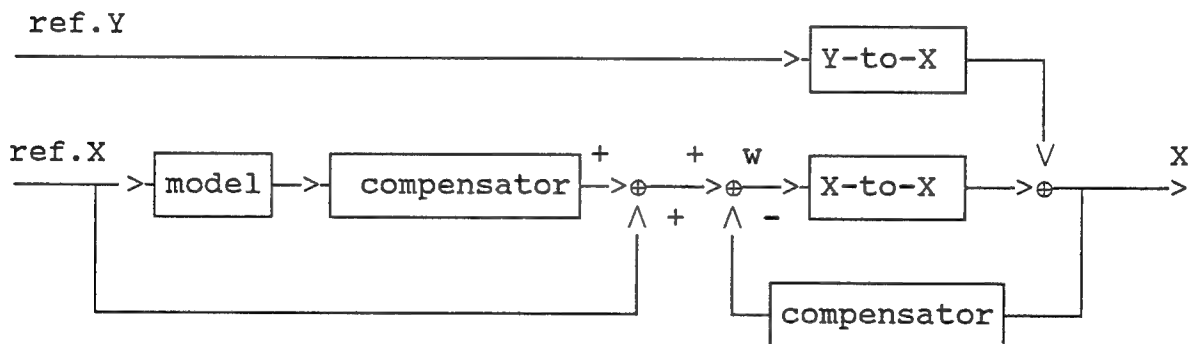 ref.Y
Y-to-X
ref.X
+ + w X
model compensator X-to-X
+ -
compensator